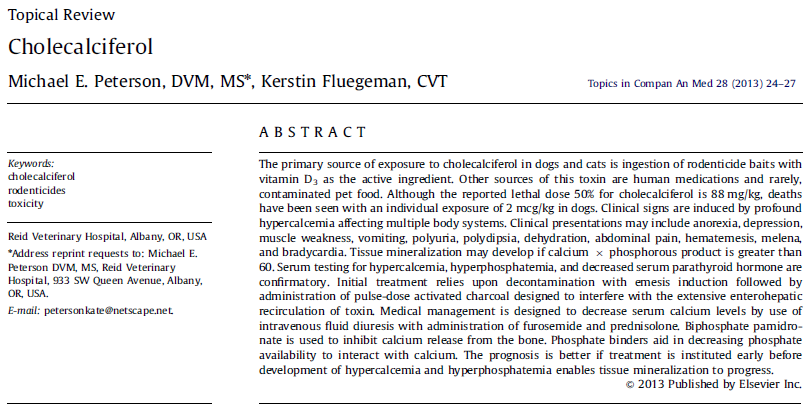 Topical Review
Cholecalciferol
Michael E. Peterson, DVM, MS*, Kerstin Fluegeman, CVT
Topics in Compan An Med 28 (2013) 24–27
ABSTRACT
Keywords:
cholecalciferol
rodenticides
toxicity
Reid Veterinary Hospital, Albany, OR, USA
*Address reprint requests to: Michael E.
Peterson DVM, MS, Reid Veterinary
Hospital, 933 SW Queen Avenue, Albany,
OR, USA.
E-mail: petersonkate@netscape.net.
The primary source of exposure to cholecalciferol in dogs and cats is ingestion of rodenticide baits with
vitamin D3 as the active ingredient. Other sources of this toxin are human medications and rarely,
contaminated pet food. Although the reported lethal dose 50% for cholecalciferol is 88 mg/kg, deaths
have been seen with an individual exposure of 2 mcg/kg in dogs. Clinical signs are induced by profound
hypercalcemia affecting multiple body systems. Clinical presentations may include anorexia, depression,
muscle weakness, vomiting, polyuria, polydipsia, dehydration, abdominal pain, hematemesis, melena,
and bradycardia. Tissue mineralization may develop if calcium × phosphorous product is greater than
60. Serum testing for hypercalcemia, hyperphosphatemia, and decreased serum parathyroid hormone are
confirmatory. Initial treatment relies upon decontamination with emesis induction followed by
administration of pulse-dose activated charcoal designed to interfere with the extensive enterohepatic
recirculation of toxin. Medical management is designed to decrease serum calcium levels by use of
intravenous fluid diuresis with administration of furosemide and prednisolone. Biphosphate pamidro-
nate is used to inhibit calcium release from the bone. Phosphate binders aid in decreasing phosphate
availability to interact with calcium. The prognosis is better if treatment is instituted early before
development of hypercalcemia and hyperphosphatemia enables tissue mineralization to progress.
© 2013 Published by Elsevier Inc.